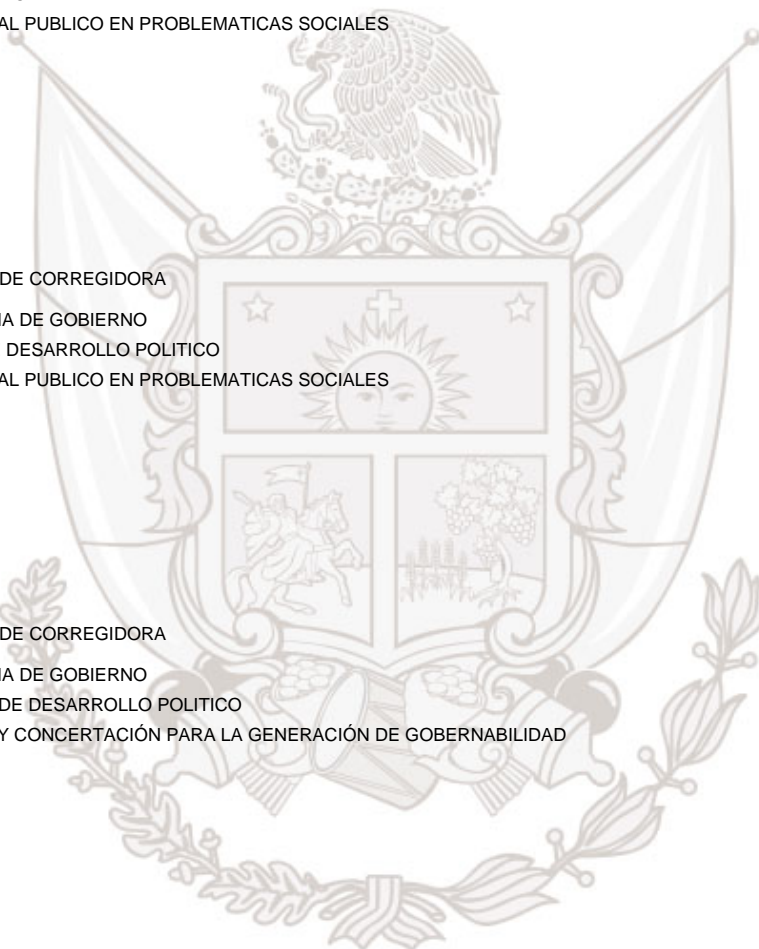 AL PUBLICO EN PROBLEMATICAS SOCIALES
DE CORREGIDORA
IA DE GOBIERNO
DESARROLLO POLITICO
AL PUBLICO EN PROBLEMATICAS SOCIALES
DE CORREGIDORA
IA DE GOBIERNO
DE DESARROLLO POLITICO
Y CONCERTACIÓN PARA LA GENERACIÓN DE GOBERNABILIDAD